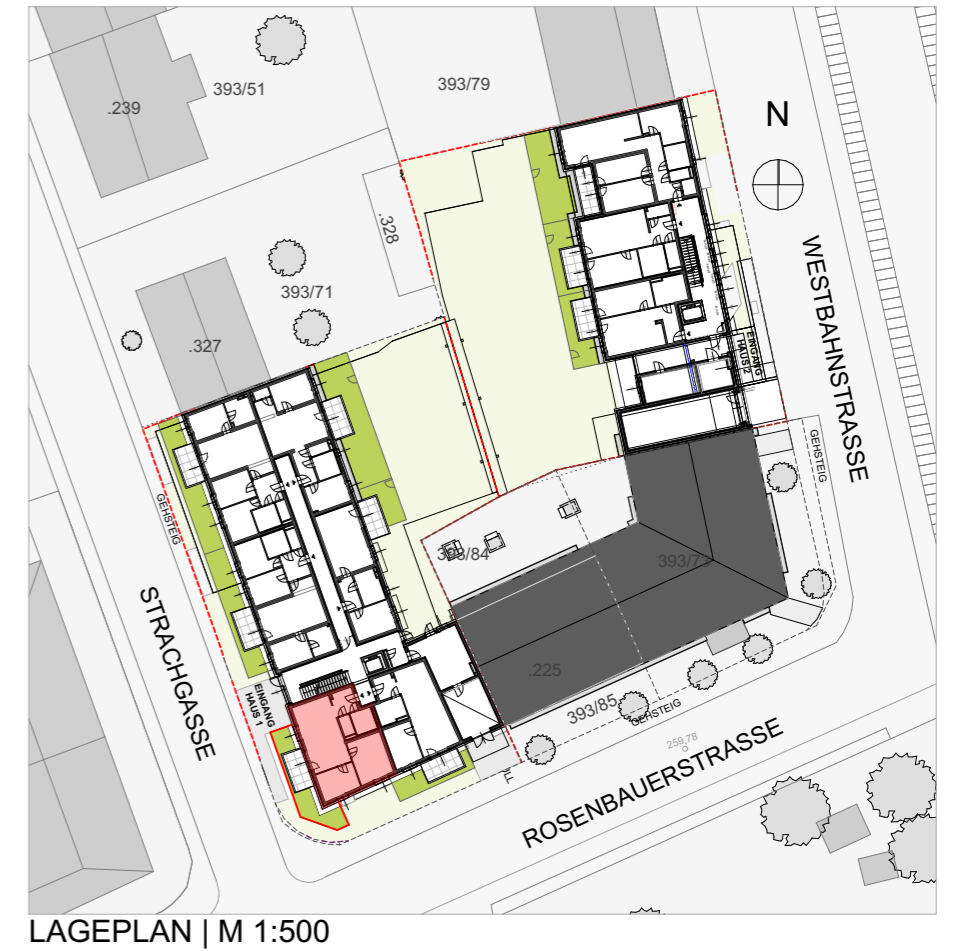 393/79
393/51
.239
N
.328
393/71
WESTBAHNSTRASSE
.327
EINGANG
HAUS 2
GEHSTEIG
GEHSTEIG
393/84
393/73
STRACHGASSE
.225
EINGANG
HAUS 1
393/85
GEHSTEIG
259,78
ROSENBAUERSTRASSE
LAGEPLAN | M 1:500